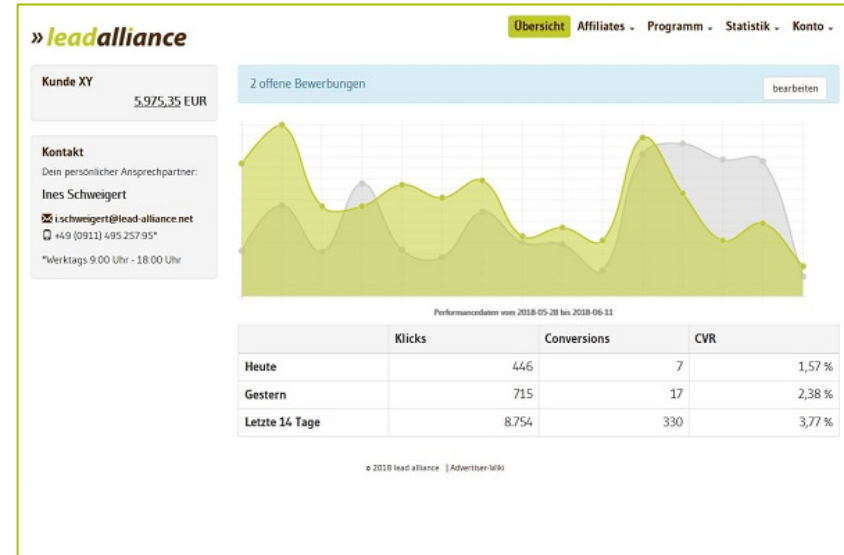 » leadalliance
Übersicht Affiliates Programm Statistik Konto
Kunde XY
5.975,35 EUR
Kontakt
Dein persönlicher Ansprechpartner:
Ines Schweigert
i.schweigert@lead-alliance.net
+49 (0911) 495.257.95*
*Werktags 9:00 Uhr - 18:00 Uhr
2 offene Bewerbungen bearbeiten
Performancedaten vom 2018-05-28 bis 2018-06-11
Klicks Conversions CVR
Heute 446 7 1,57 %
Gestern 715 17 2,38 %
Letzte 14 Tage 8.754 330 3,77 %
© 2018 lead alliance | Advertiser-Wiki